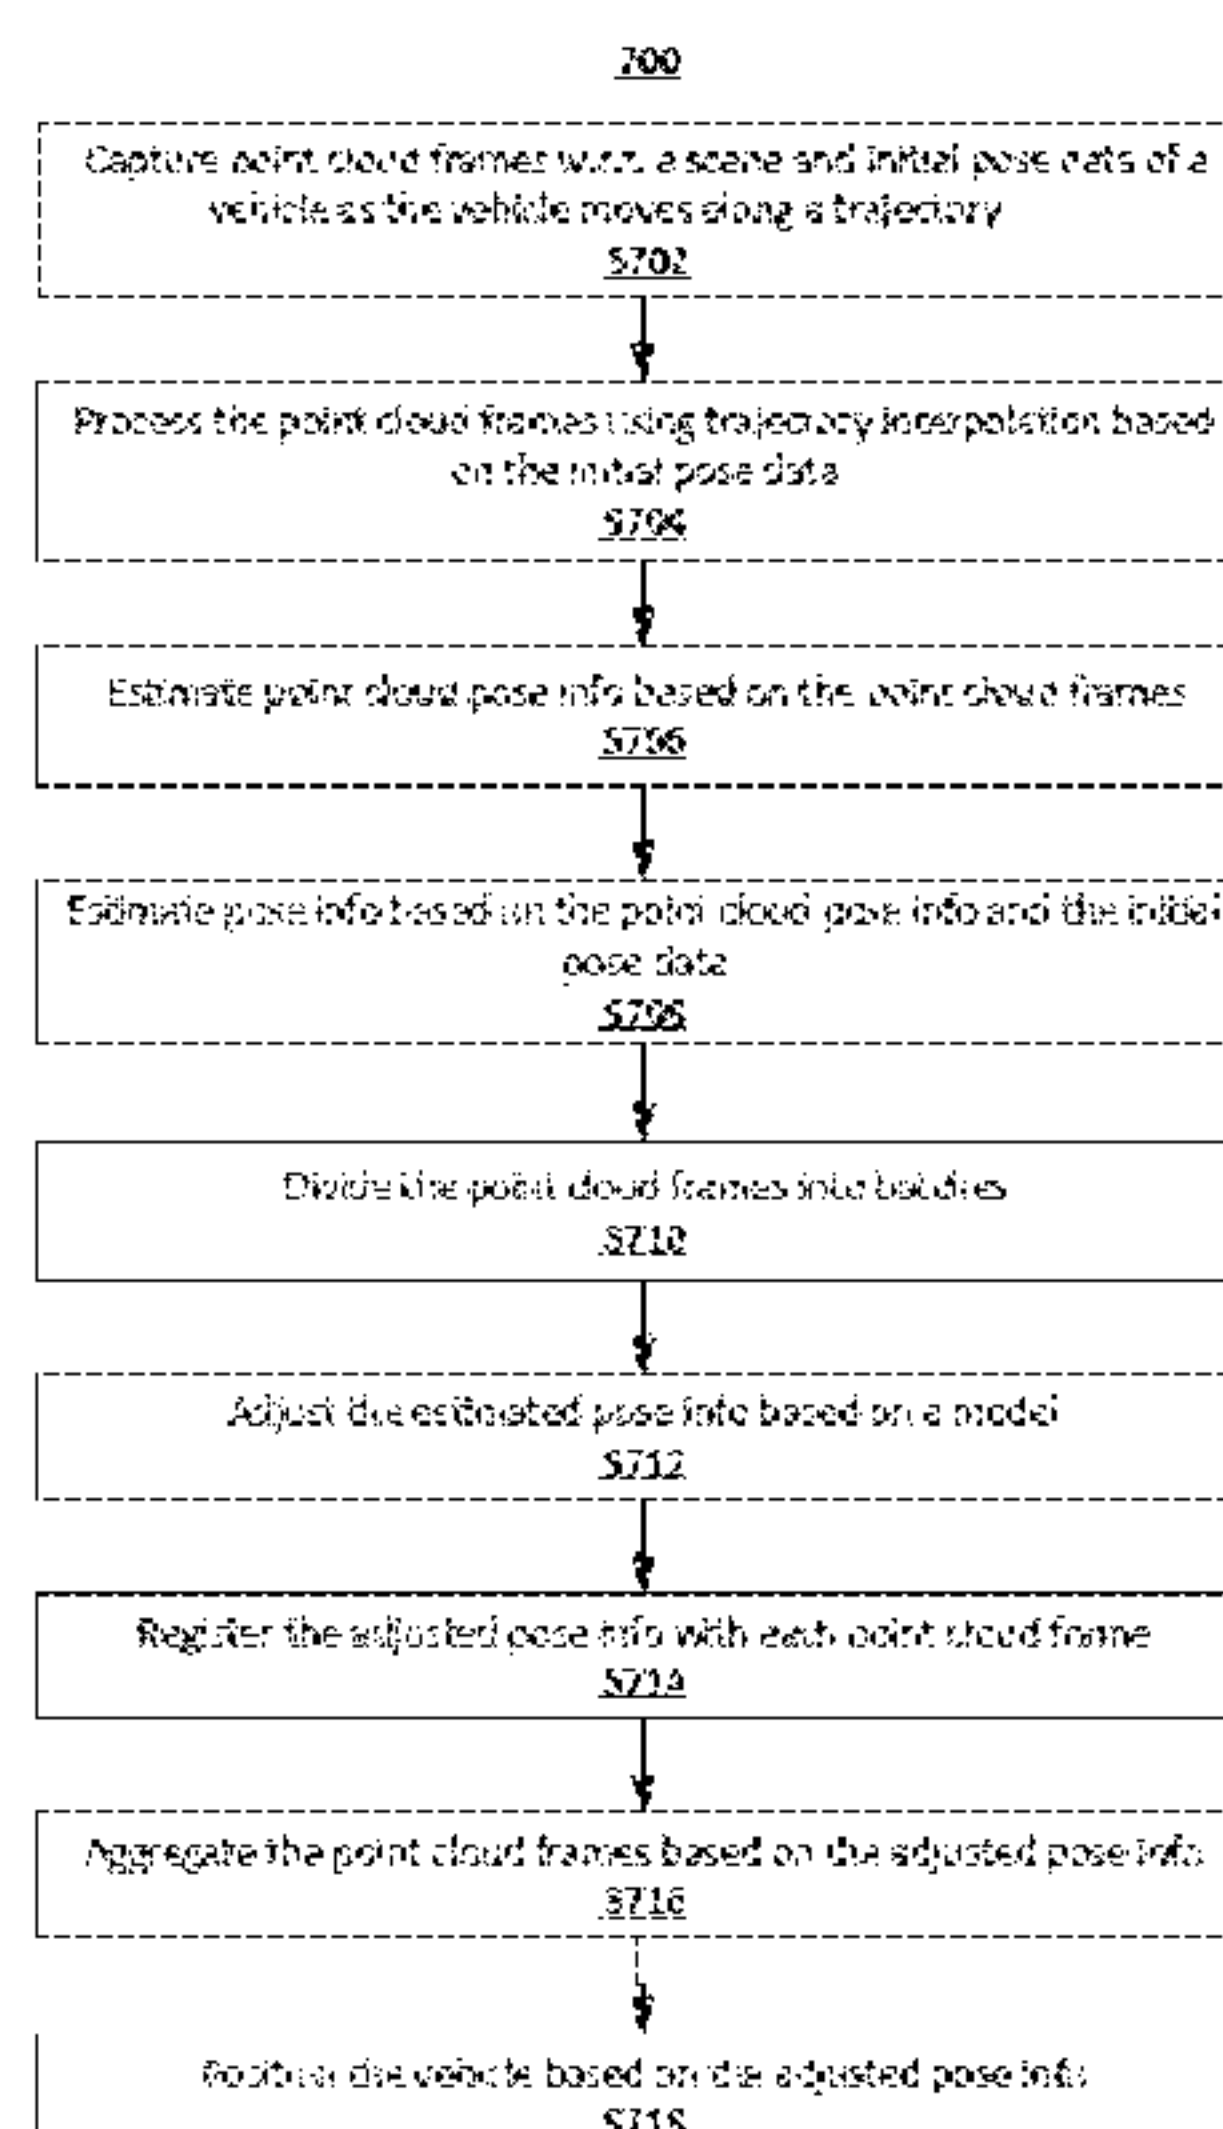 700
Capture point cloud frames w.r.t. a scene and initial pose data of a
vehicle as the vehicle moves along a trajectory
S702
Process the point cloud frames using trajectory interpolation based
on the initial pose data
S704
Estimate point cloud pose info based on the point cloud frames
S706
Estimate pose info based on the point cloud pose info and the initial
pose data
S708
Divide the point cloud frames into batches
S710
Adjust the estimated pose info based on a model
S712
Register the adjusted pose info with each point cloud frame
S714
Aggregate the point cloud frames based on the adjusted pose info
S716
Position the vehicle based on the adjusted pose info
S718